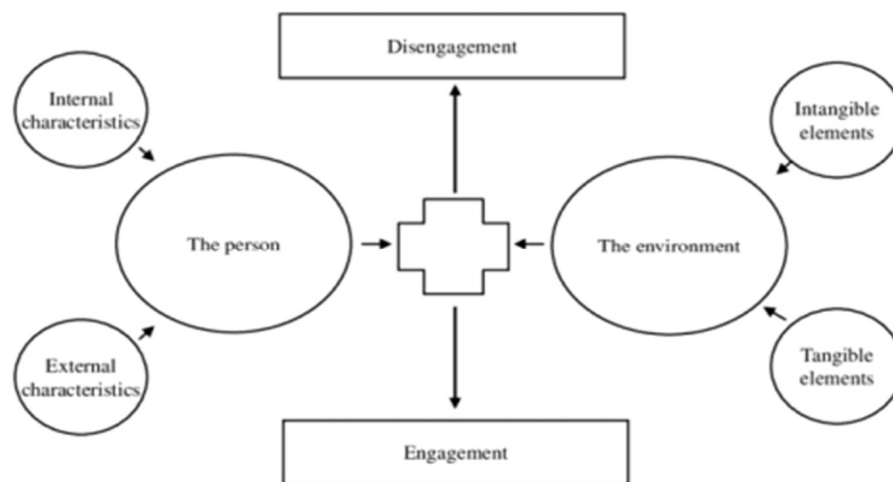 Disengagement
Internal
characteristics
Intangible
elements
The person
The environment
External
characteristics
Tangible
elements
Engagement